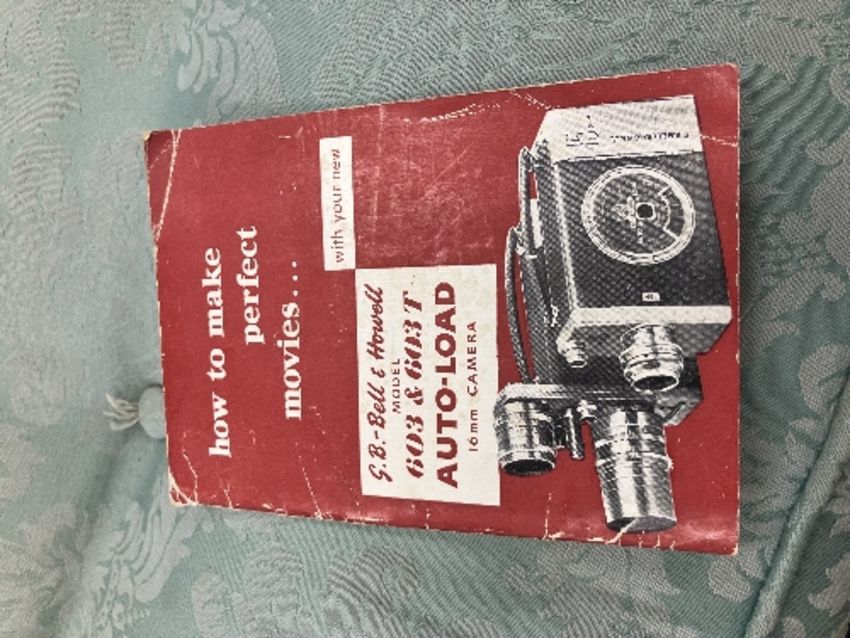 how to make
perfect
movies...
with your new
G.B.-Bell & Howell
MODEL
603 & 603T
AUTO-LOAD
16mm CAMERA